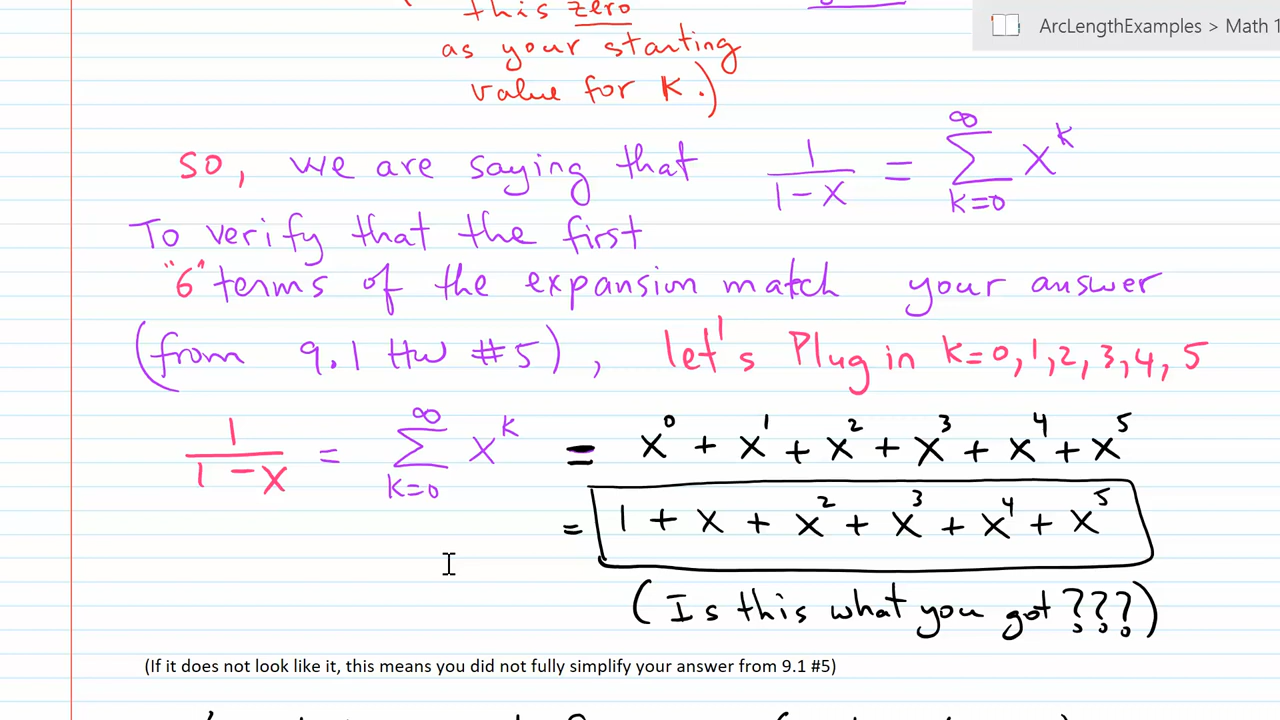 this zero
ArcLengthExamples > Math 1
as your starting
value for K.)
so, we are saying that 1/(1-x) = ∑_{k=0}^{∞} x^k
To verify that the first
"6" terms of the expansion match your answer
(from 9.1 HW #5), let's Plug in k=0,1,2,3,4,5
1/(1-x) = ∑_{k=0}^{∞} x^k = x^0 + x^1 + x^2 + x^3 + x^4 + x^5
= 1 + x + x^2 + x^3 + x^4 + x^5
(Is this what you got???)
(If it does not look like it, this means you did not fully simplify your answer from 9.1 #5)